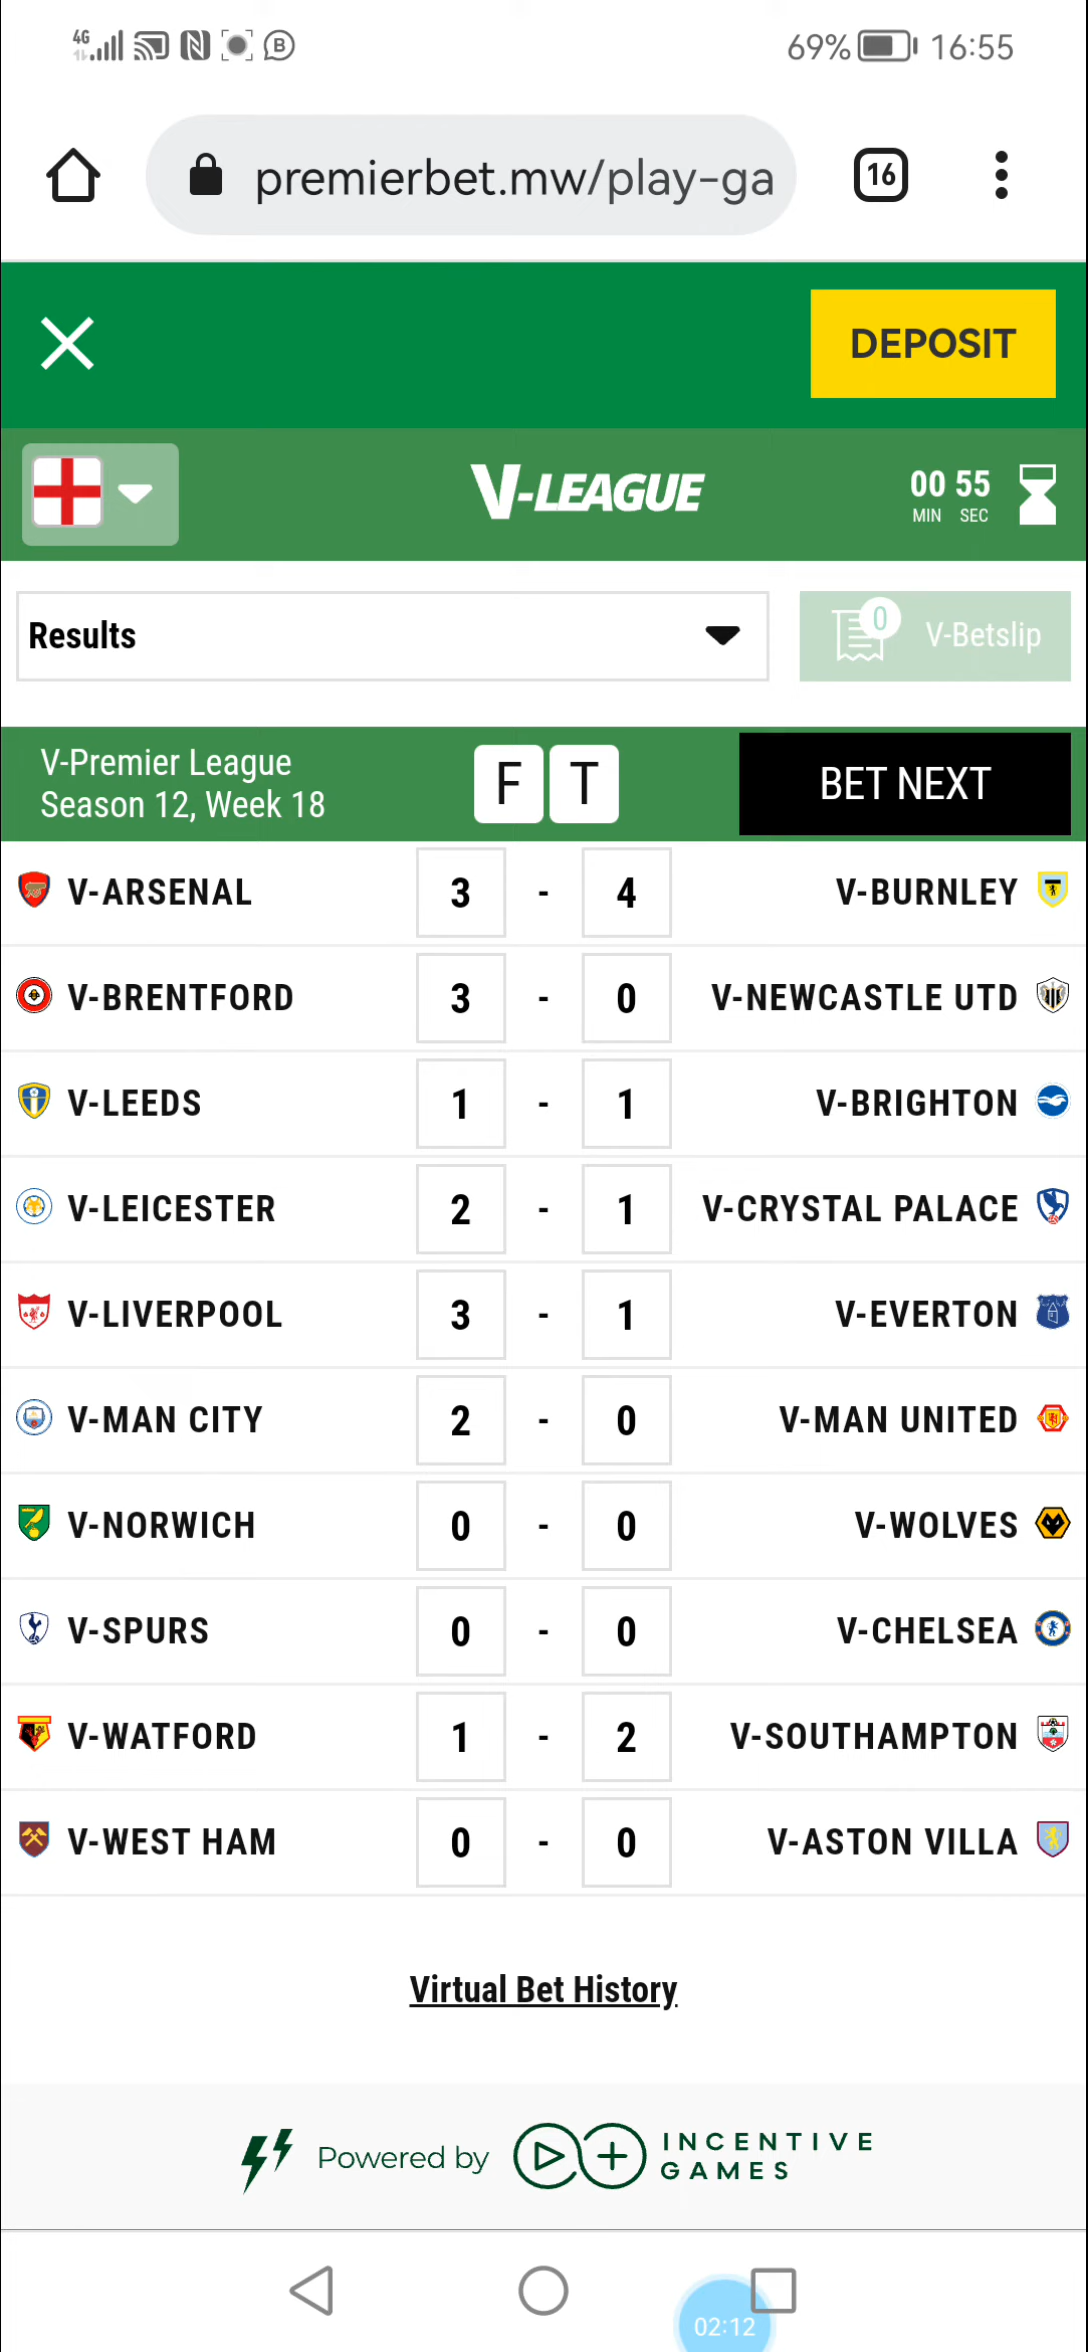 4G 69% 16:55
premierbet.mw/play-ga 16
DEPOSIT
V-LEAGUE 00 55
MIN SEC
Results 0 V-Betslip
V-Premier League
Season 12, Week 18
F T BET NEXT
V-ARSENAL 3 - 4 V-BURNLEY
V-BRENTFORD 3 - 0 V-NEWCASTLE UTD
V-LEEDS 1 - 1 V-BRIGHTON
V-LEICESTER 2 - 1 V-CRYSTAL PALACE
V-LIVERPOOL 3 - 1 V-EVERTON
V-MAN CITY 2 - 0 V-MAN UNITED
V-NORWICH 0 - 0 V-WOLVES
V-SPURS 0 - 0 V-CHELSEA
V-WATFORD 1 - 2 V-SOUTHAMPTON
V-WEST HAM 0 - 0 V-ASTON VILLA
Virtual Bet History
Powered by INCENTIVE
GAMES
02:12